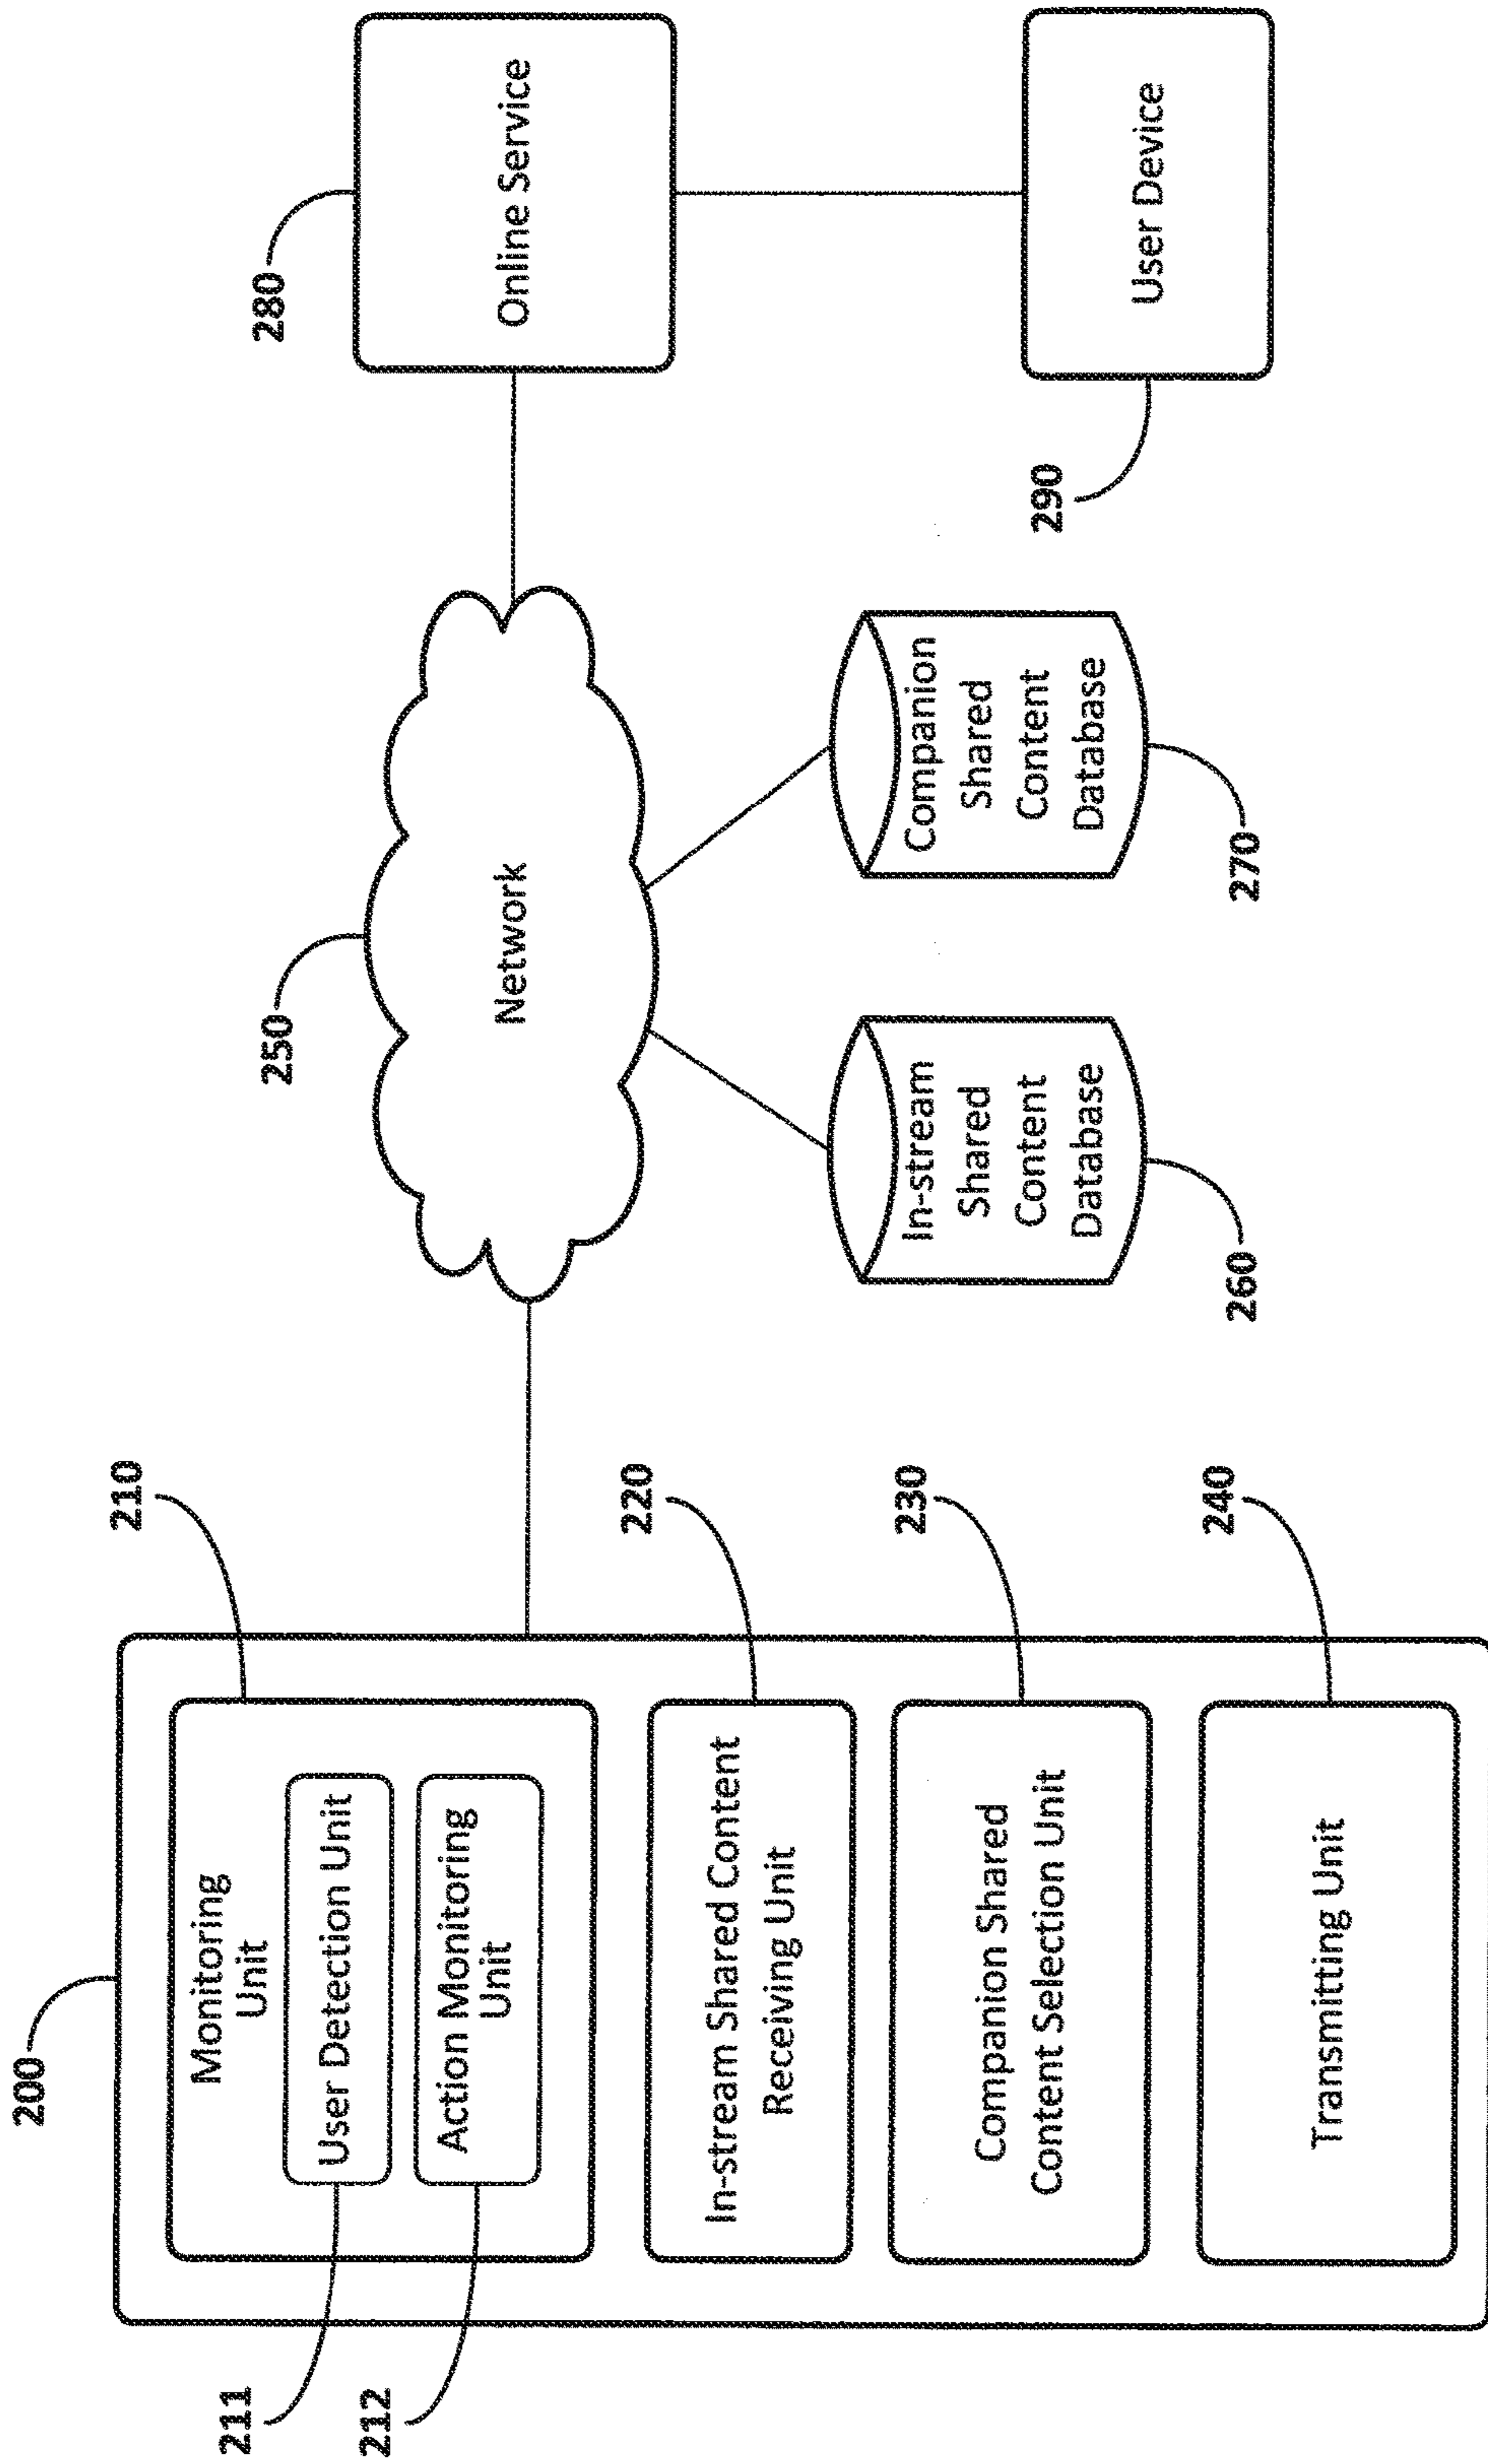 200
210
Monitoring
Unit
211
User Detection Unit
212
Action Monitoring
Unit
220
In-stream Shared Content
Receiving Unit
230
Companion Shared
Content Selection Unit
240
Transmitting Unit
250
Network
260
In-stream
Shared
Content
Database
270
Companion
Shared
Content
Database
280
Online Service
290
User Device